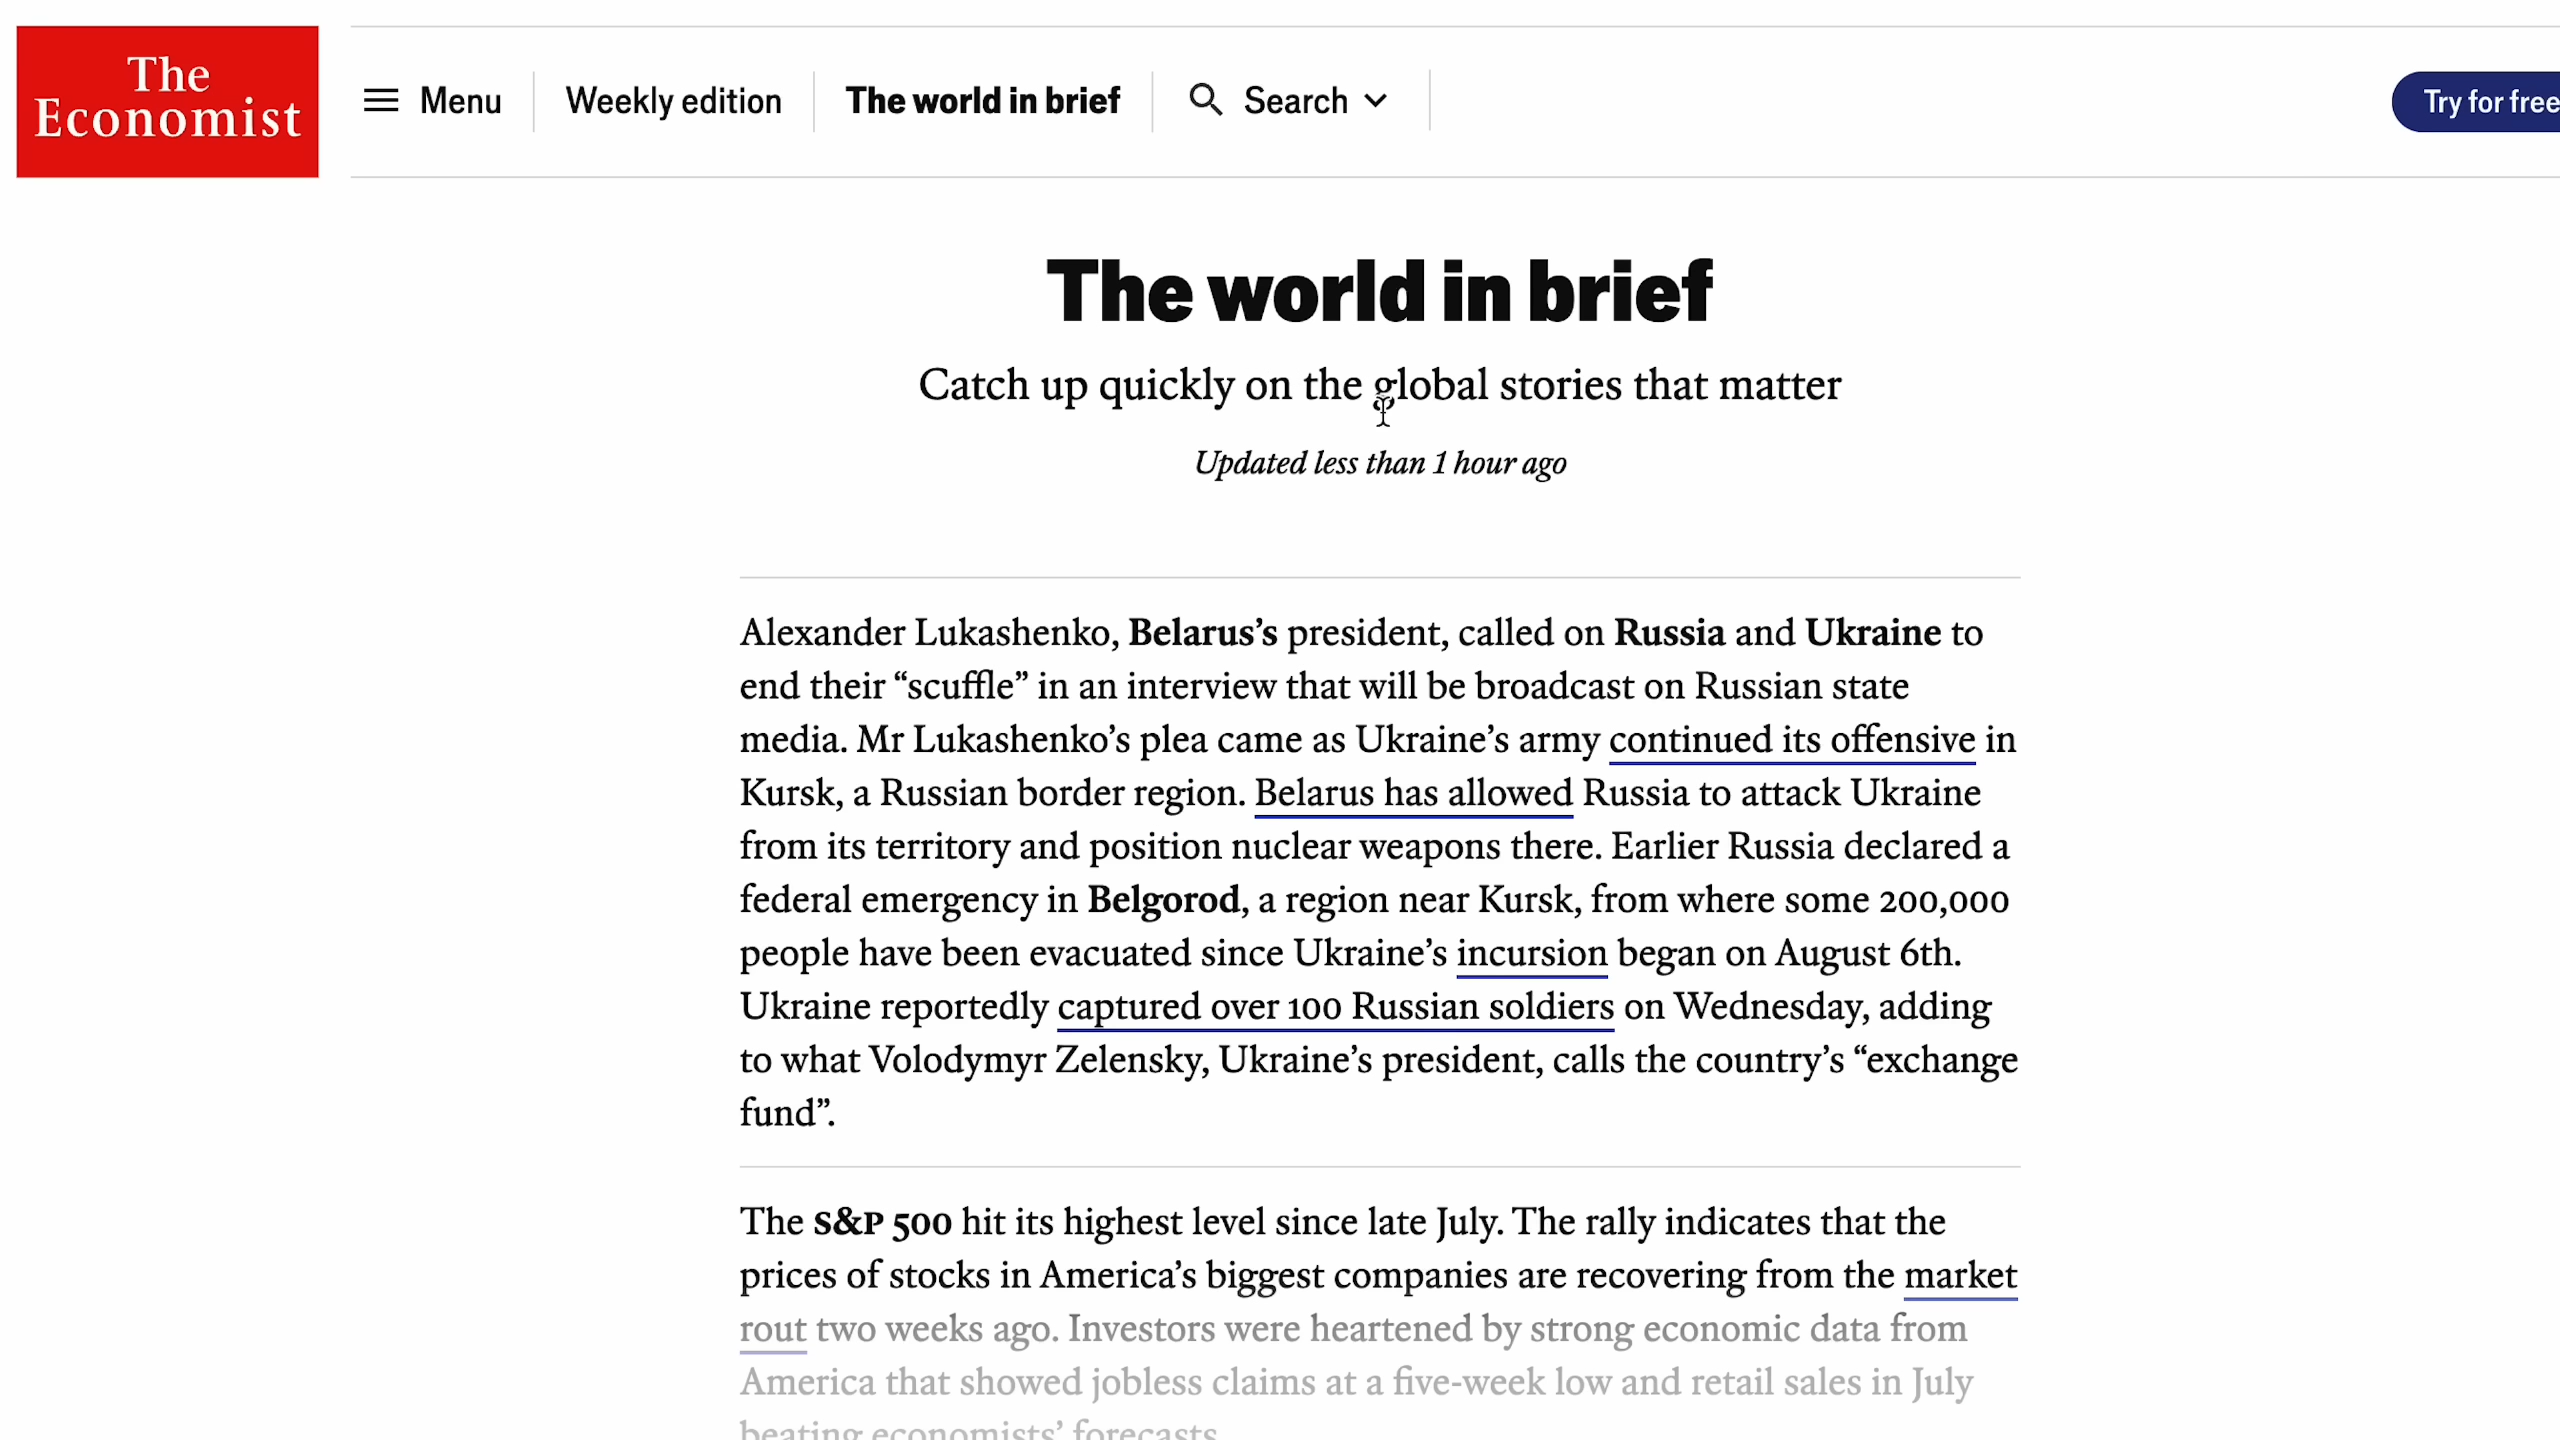 The
Economist
Menu
Weekly edition
The world in brief
Search
Try for free
The world in brief
Catch up quickly on the global stories that matter
Updated less than 1 hour ago
Alexander Lukashenko, Belarus’s president, called on Russia and Ukraine to
end their “scuffle” in an interview that will be broadcast on Russian state
media. Mr Lukashenko’s plea came as Ukraine’s army continued its offensive in
Kursk, a Russian border region. Belarus has allowed Russia to attack Ukraine
from its territory and position nuclear weapons there. Earlier Russia declared a
federal emergency in Belgorod, a region near Kursk, from where some 200,000
people have been evacuated since Ukraine’s incursion began on August 6th.
Ukraine reportedly captured over 100 Russian soldiers on Wednesday, adding
to what Volodymyr Zelensky, Ukraine’s president, calls the country’s “exchange
fund”.
The S&P 500 hit its highest level since late July. The rally indicates that the
prices of stocks in America’s biggest companies are recovering from the market
rout two weeks ago. Investors were heartened by strong economic data from
America that showed jobless claims at a five-week low and retail sales in July
beating economists’ forecasts